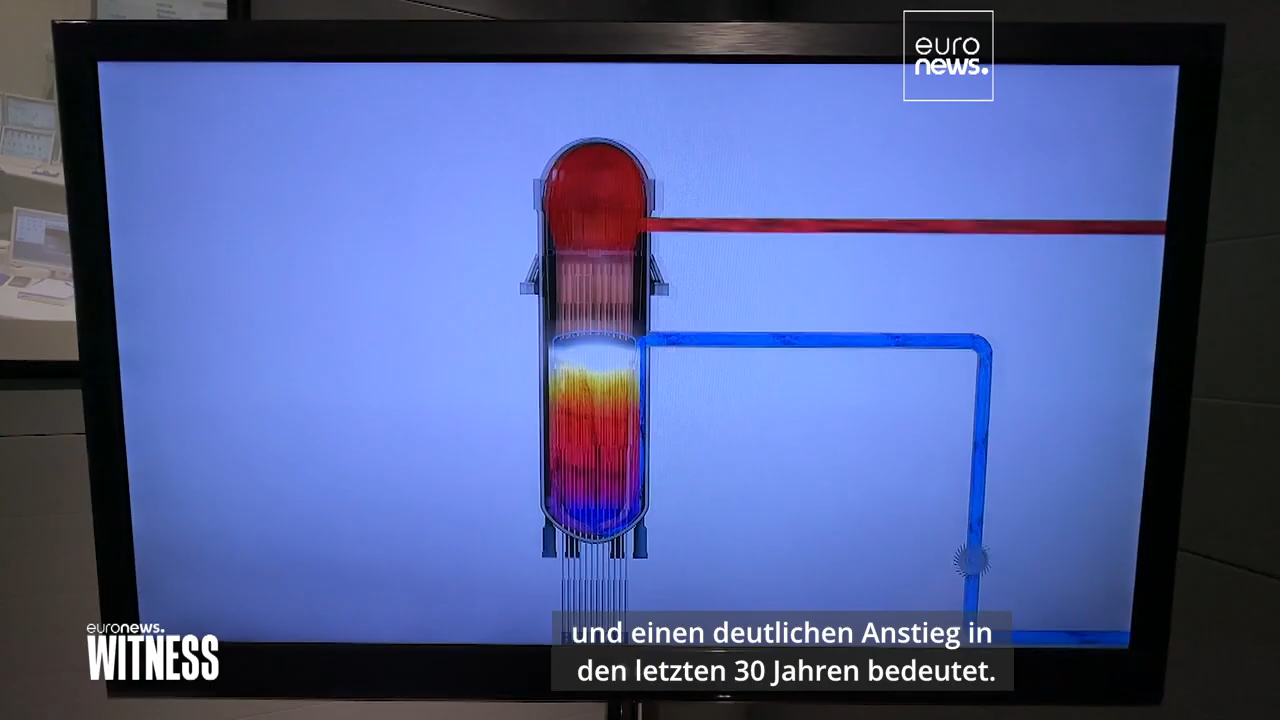 euro
news.
euronews.
WITNESS
und einen deutlichen Anstieg in
den letzten 30 Jahren bedeutet.